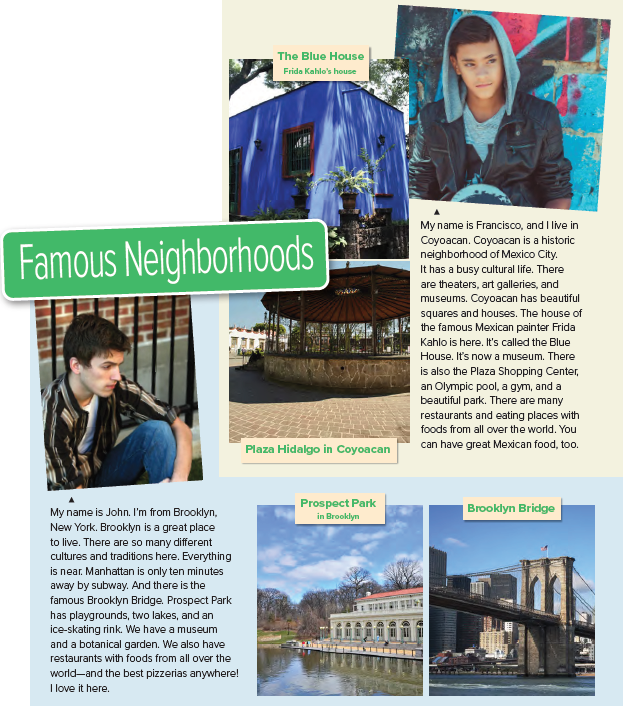 Famous Neighborhoods
The Blue House
Frida Kahlo's house
Plaza Hidalgo in Coyoacan
My name is Francisco, and I live in
Coyoacan. Coyoacan is a historic
neighborhood of Mexico City.
It has a busy cultural life. There
are theaters, art galleries, and
museums. Coyoacan has beautiful
squares and houses. The house of
the famous Mexican painter Frida
Kahlo is here. It's called the Blue
House. It's now a museum. There
is also the Plaza Shopping Center,
an Olympic pool, a gym, and a
beautiful park. There are many
restaurants and eating places with
foods from all over the world. You
can have great Mexican food, too.
My name is John. I'm from Brooklyn,
New York. Brooklyn is a great place
to live. There are so many different
cultures and traditions here. Everything
is near. Manhattan is only ten minutes
away by subway. And there is the
famous Brooklyn Bridge. Prospect Park
has playgrounds, two lakes, and an
ice-skating rink. We have a museum
and a botanical garden. We also have
restaurants with foods from all over the
world—and the best pizzerias anywhere!
I love it here.
Prospect Park
in Brooklyn
Brooklyn Bridge